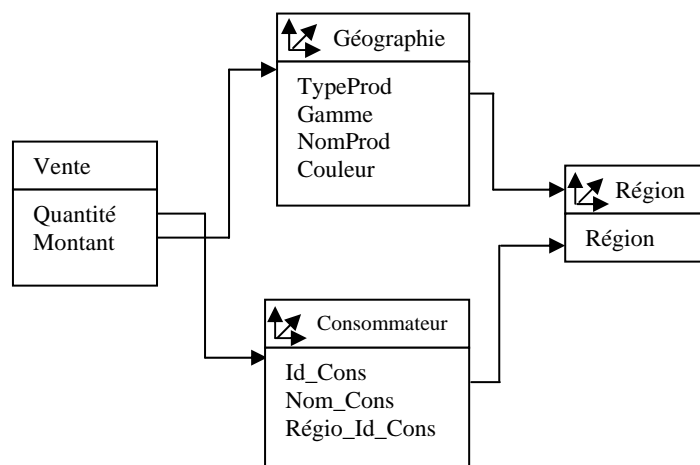 Géographie
TypeProd
Gamme
NomProd
Couleur
Vente
Quantité
Montant
Région
Région
Consommateur
Id_Cons
Nom_Cons
Régio_Id_Cons